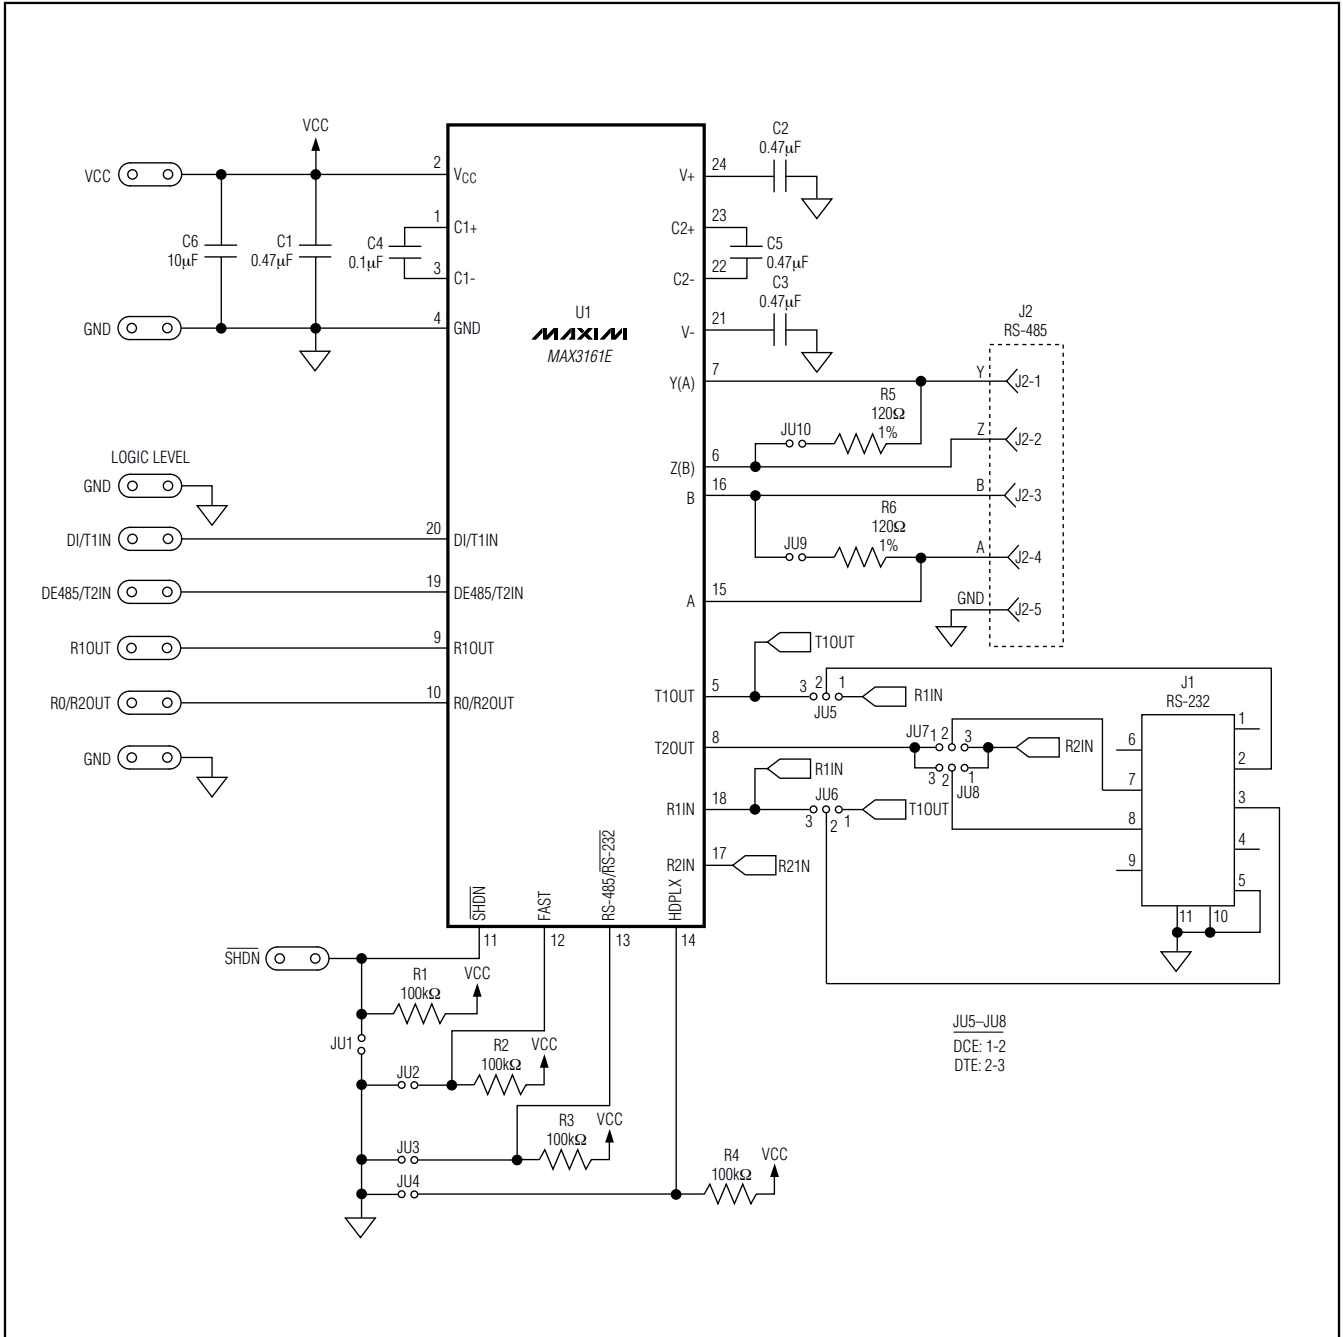 VCC
VCC
2
VCC
C6
10µF
C1
0.47µF
C4
0.1µF
1
C1+
3
C1-
GND
4
GND
U1
MAXIM
MAX3161E
V+
24
C2
0.47µF
C2+
23
C5
0.47µF
C2-
22
C3
0.47µF
V-
21
J2
RS-485
Y(A)
7
Y
J2-1
R5
120Ω
1%
JU10
Z
J2-2
Z(B)
6
B
16
B
J2-3
R6
120Ω
1%
JU9
A
J2-4
A
15
GND
J2-5
LOGIC LEVEL
GND
DI/T1IN
20
DI/T1IN
DE485/T2IN
19
DE485/T2IN
R1OUT
9
R1OUT
R0/R2OUT
10
R0/R2OUT
GND
T1OUT
T1OUT
5
3 2 1
JU5
R1IN
T2OUT
8
JU7 1 2 3
R2IN
3 2 1
JU8
R1IN
R1IN
18
JU6
3 2 1
T1OUT
R2IN
17
R21N
J1
RS-232
1
6
2
7
3
8
4
9
5
11
10
SHDN
FAST
RS-485/RS-232
HDPLX
11
12
13
14
SHDN
R1
100kΩ
VCC
JU1
R2
100kΩ
VCC
JU2
R3
100kΩ
VCC
JU3
R4
100kΩ
VCC
JU4
JU5–JU8
DCE: 1-2
DTE: 2-3